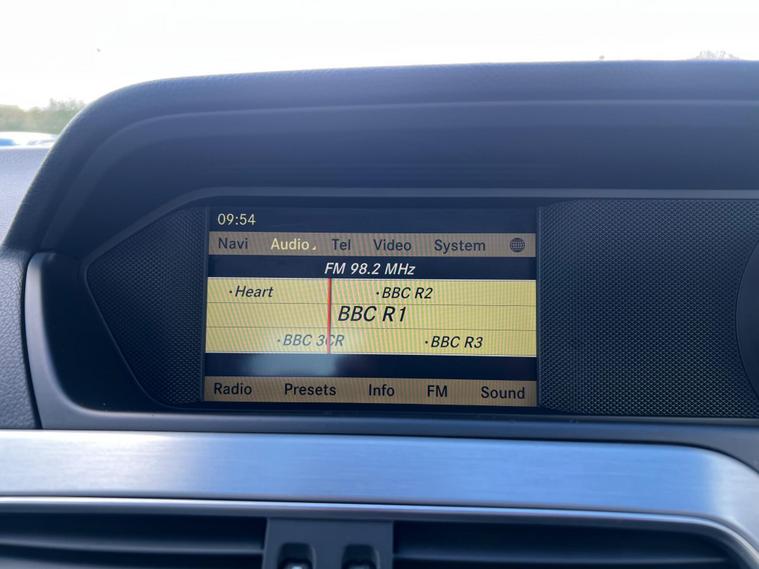 09:54
Navi Audio Tel Video System
FM 98.2 MHz
·Heart ·BBC R2
BBC R1
·BBC 3CR ·BBC R3
Radio Presets Info FM Sound